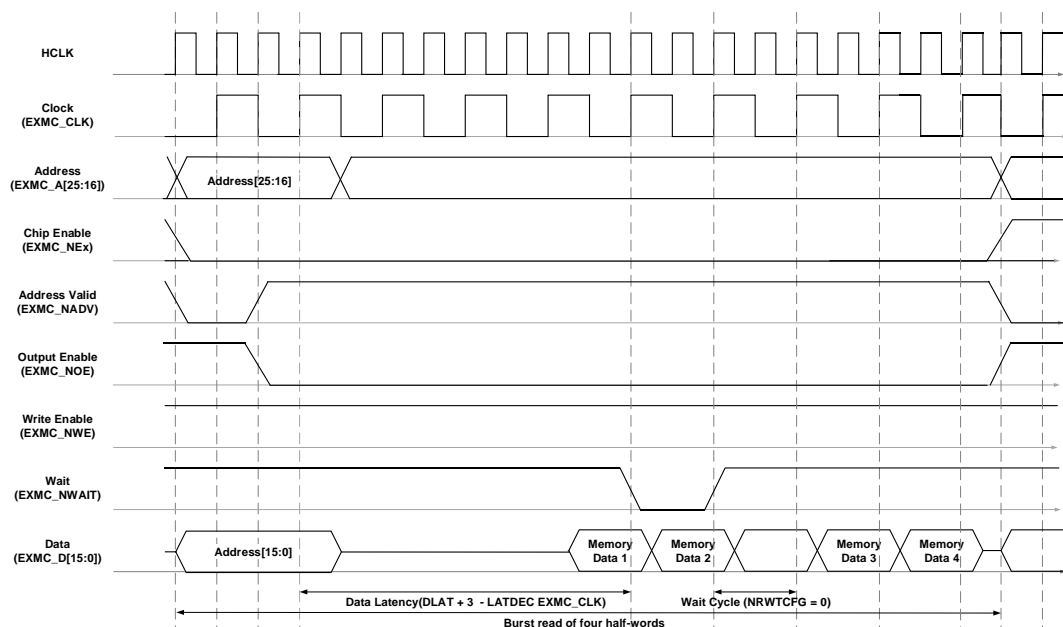 HCLK
Clock
(EXMC_CLK)
Address
(EXMC_A[25:16])
Address[25:16]
Chip Enable
(EXMC_NEx)
Address Valid
(EXMC_NADV)
Output Enable
(EXMC_NOE)
Write Enable
(EXMC_NWE)
Wait
(EXMC_NWAIT)
Data
(EXMC_D[15:0])
Address[15:0]
Memory
Data 1
Memory
Data 2
Memory
Data 3
Memory
Data 4
Data Latency(DLAT + 3 - LATDEC EXMC_CLK)
Wait Cycle (NRWTCFG = 0)
Burst read of four half-words